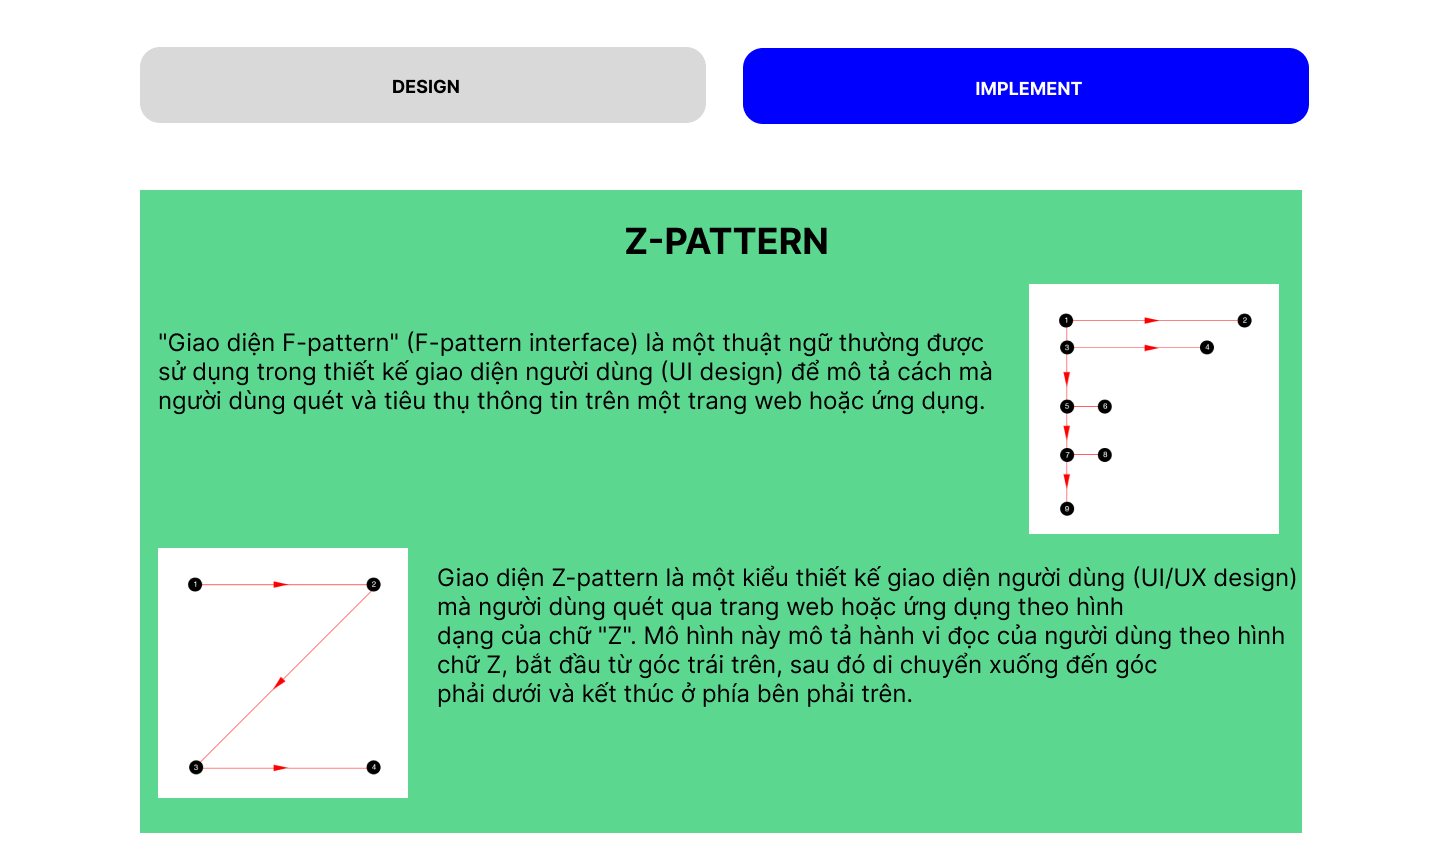 DESIGN
IMPLEMENT
Z-PATTERN
"Giao diện F-pattern" (F-pattern interface) là một thuật ngữ thường được
sử dụng trong thiết kế giao diện người dùng (UI design) để mô tả cách mà
người dùng quét và tiêu thụ thông tin trên một trang web hoặc ứng dụng.
1 2
3 4
5 6
7 8
9
1 2
3 4
Giao diện Z-pattern là một kiểu thiết kế giao diện người dùng (UI/UX design)
mà người dùng quét qua trang web hoặc ứng dụng theo hình
dạng của chữ "Z". Mô hình này mô tả hành vi đọc của người dùng theo hình
chữ Z, bắt đầu từ góc trái trên, sau đó di chuyển xuống đến góc
phải dưới và kết thúc ở phía bên phải trên.